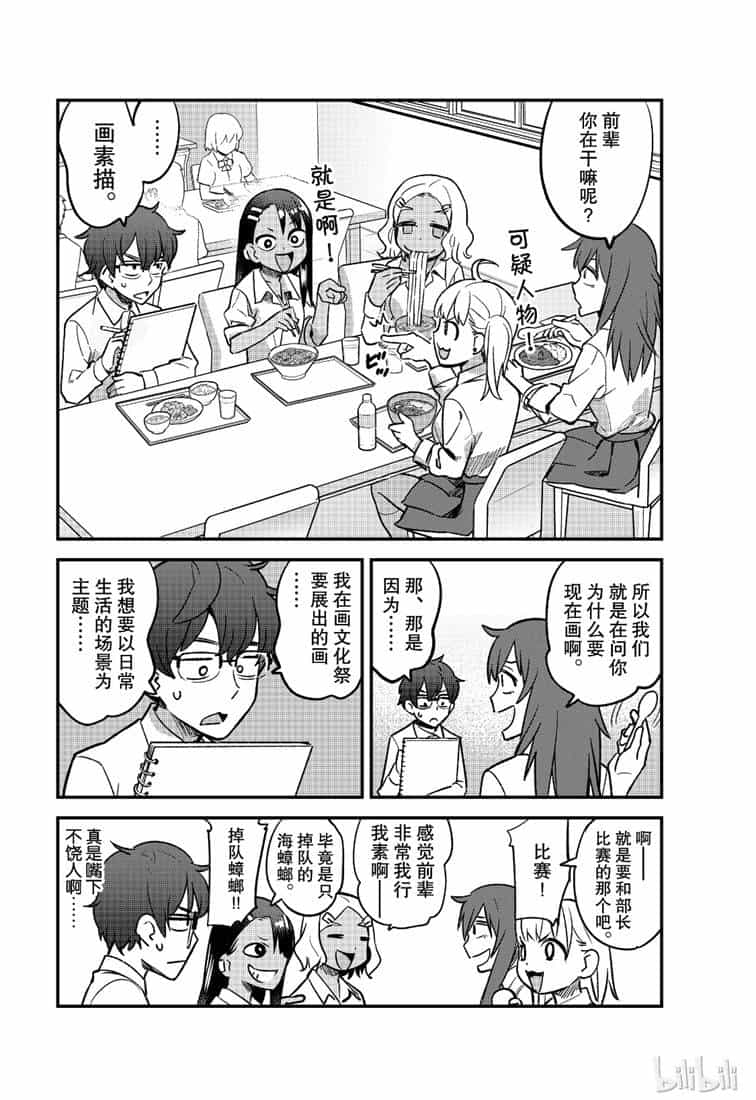 前辈
你在干嘛呢？
可疑人物！
就是啊！
……
画素描。
ビッ
所以我们
就是在问你
为什么要
现在画啊。
那、那是
因为……
……
我在画文化祭
要展出的画
我想要以日常
生活的场景为
主题……
啊——
就是要和部长
比赛的那个吧。
比赛！
感觉前辈
非常我行
我素啊——
毕竟是只
掉队的
海蟑螂。
掉队蟑螂!!
真是嘴下
不饶人啊……
bilibili